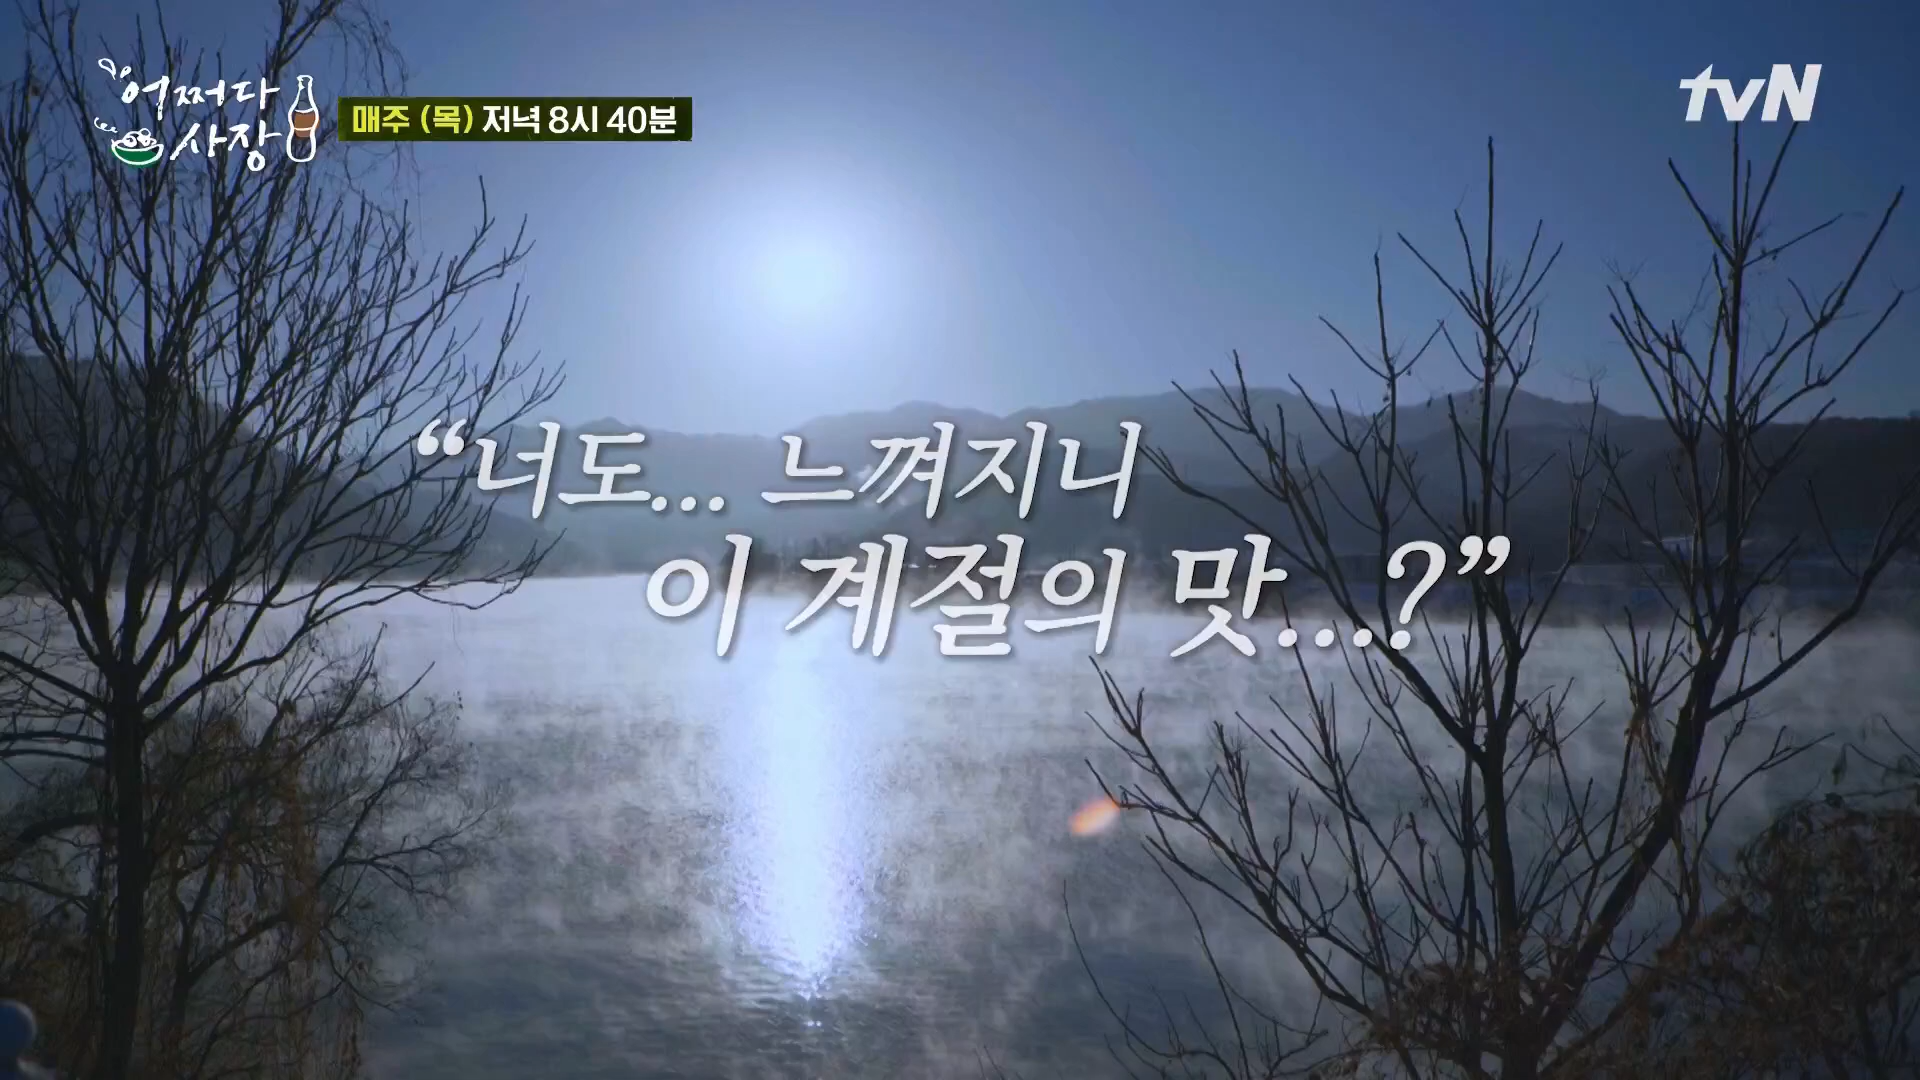 어쩌다
사장
매주 (목) 저녁 8시 40분
tvN
“너도... 느껴지니
이 계절의 맛...?”